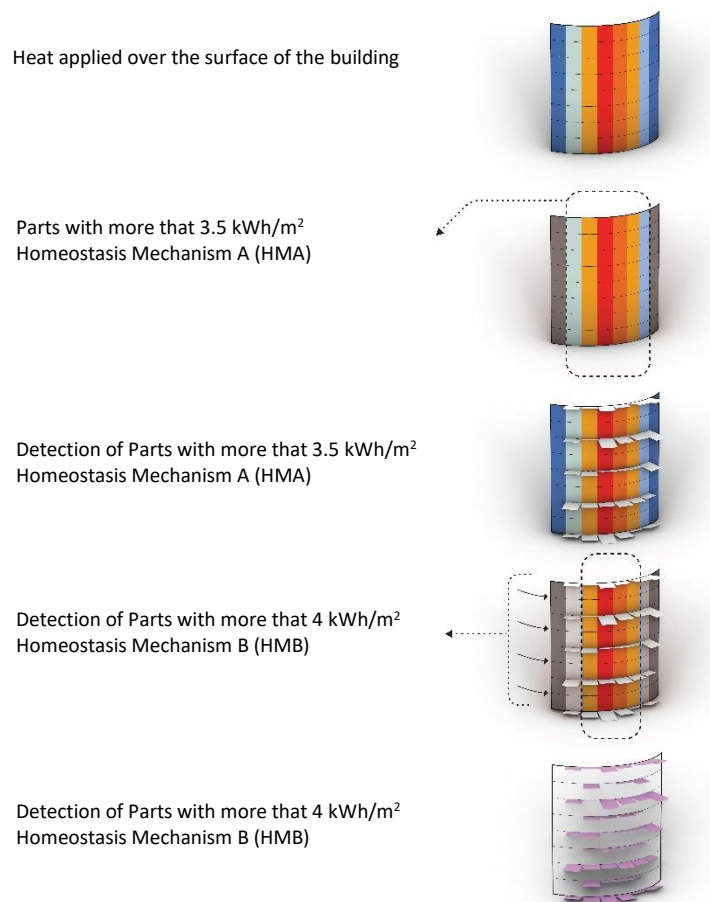 Heat applied over the surface of the building
Parts with more that 3.5 kWh/m²
Homeostasis Mechanism A (HMA)
Detection of Parts with more that 3.5 kWh/m²
Homeostasis Mechanism A (HMA)
Detection of Parts with more that 4 kWh/m²
Homeostasis Mechanism B (HMB)
Detection of Parts with more that 4 kWh/m²
Homeostasis Mechanism B (HMB)